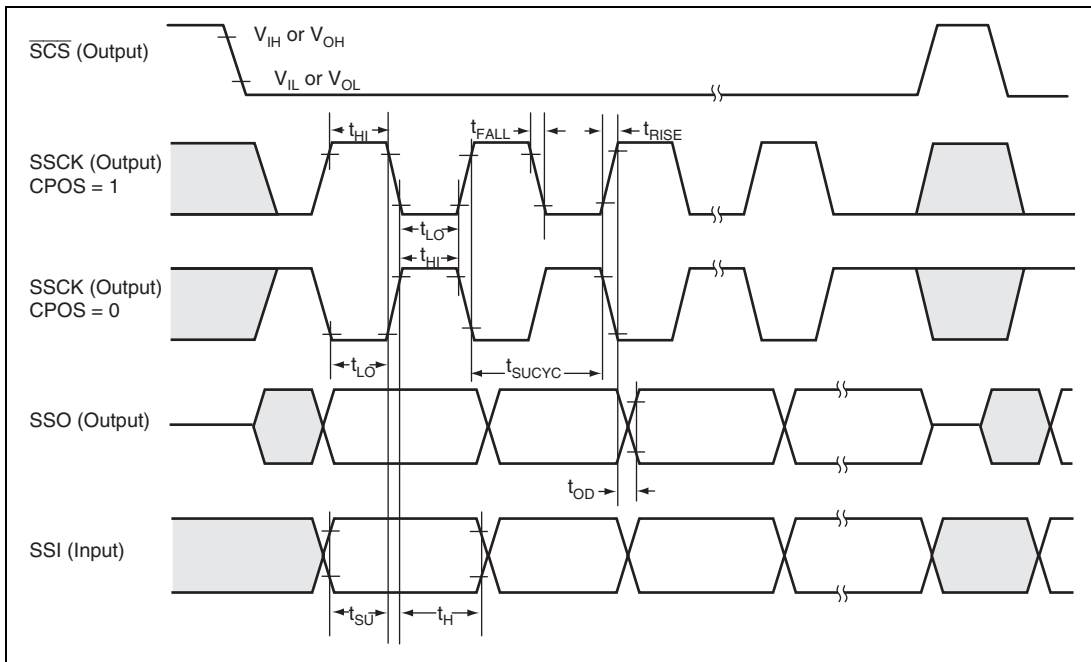 SCS (Output)
V_IH or V_OH
V_IL or V_OL
t_HI
t_FALL
t_RISE
SSCK (Output)
CPOS = 1
t_LO
t_HI
SSCK (Output)
CPOS = 0
t_LO
t_SUCYC
SSO (Output)
t_OD
SSI (Input)
t_SU
t_H